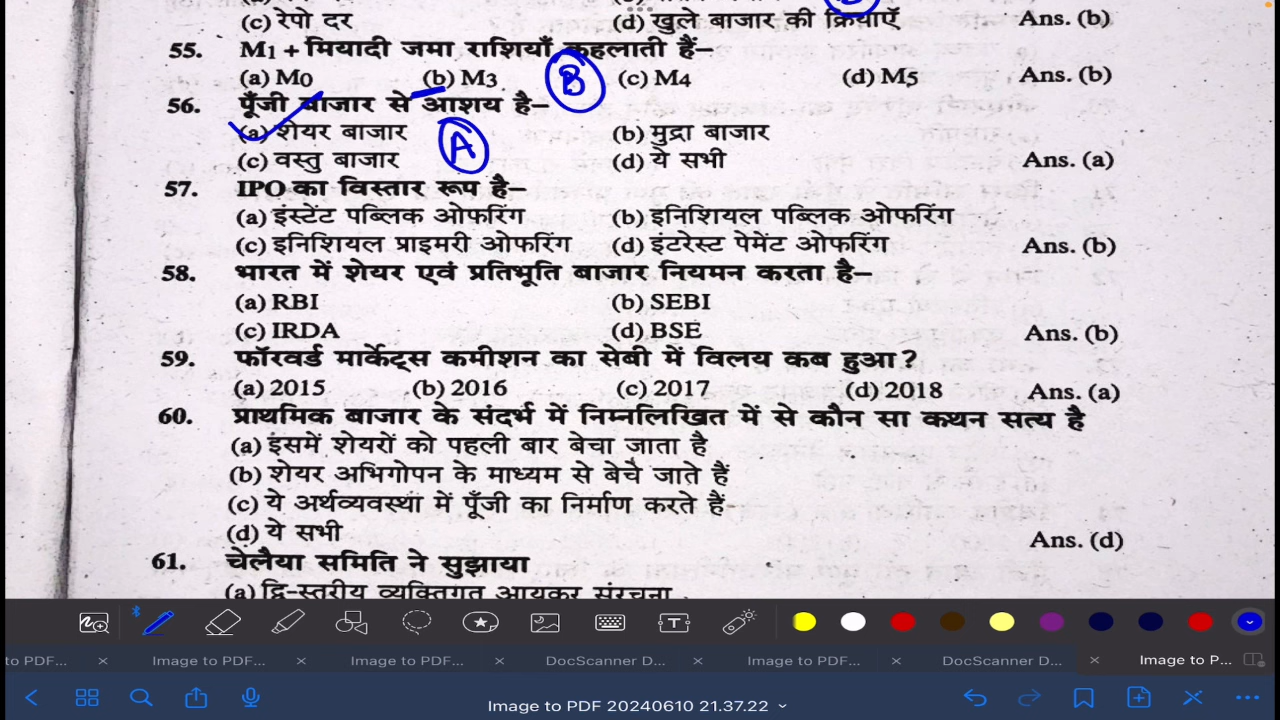 (c) रेपो दर (d) खुले बाजार की क्रियाएँ Ans. (b)
55. M1 + मियादी जमा राशियाँ कहलाती हैं–
(a) M0 (b) M3 B (c) M4 (d) M5 Ans. (b)
56. पूँजी बाजार से आशय है–
(a) शेयर बाजार A (b) मुद्रा बाजार
(c) वस्तु बाजार (d) ये सभी Ans. (a)
57. IPO का विस्तार रूप है–
(a) इंस्टेंट पब्लिक ओफरिंग (b) इनिशियल पब्लिक ओफरिंग
(c) इनिशियल प्राइमरी ओफरिंग (d) इंटरेस्ट पेमेंट ओफरिंग Ans. (b)
58. भारत में शेयर एवं प्रतिभूति बाजार नियमन करता है–
(a) RBI (b) SEBI
(c) IRDA (d) BSE Ans. (b)
59. फॉरवर्ड मार्केट्स कमीशन का सेबी में विलय कब हुआ?
(a) 2015 (b) 2016 (c) 2017 (d) 2018 Ans. (a)
60. प्राथमिक बाजार के संदर्भ में निम्नलिखित में से कौन सा कथन सत्य है
(a) इसमें शेयरों को पहली बार बेचा जाता है
(b) शेयर अभिगोपन के माध्यम से बेचे जाते हैं
(c) ये अर्थव्यवस्था में पूँजी का निर्माण करते हैं
(d) ये सभी Ans. (d)
61. चेलैया समिति ने सुझाया
(a) द्वि-स्तरीय व्यक्तिगत आयकर संरचना
to PDF... Image to PDF... Image to PDF... DocScanner D... Image to PDF... DocScanner D... Image to P...
Image to PDF 20240610 21.37.22